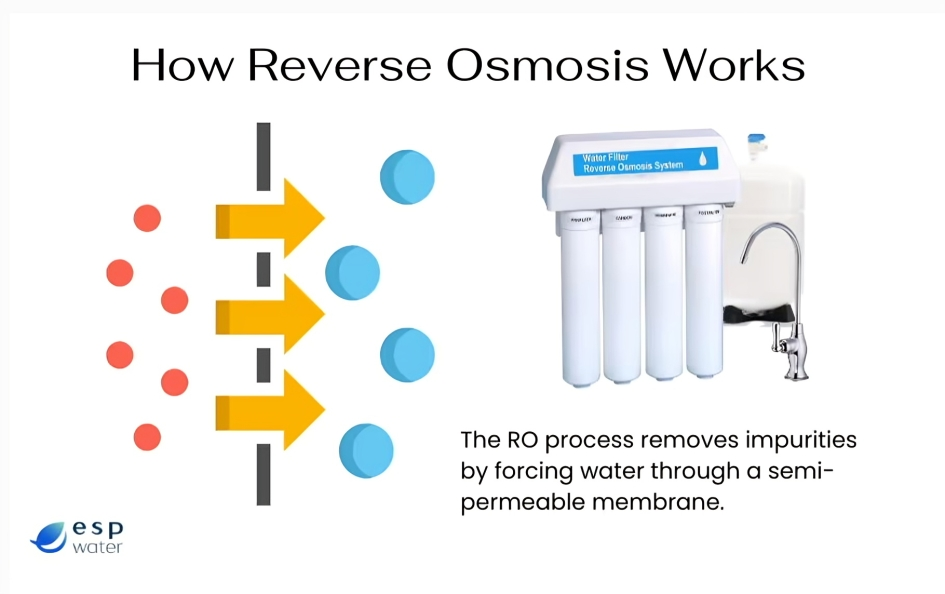 How Reverse Osmosis Works
Water Filter
Reverse Osmosis System
The RO process removes impurities
by forcing water through a semi-
permeable membrane.
esp
water